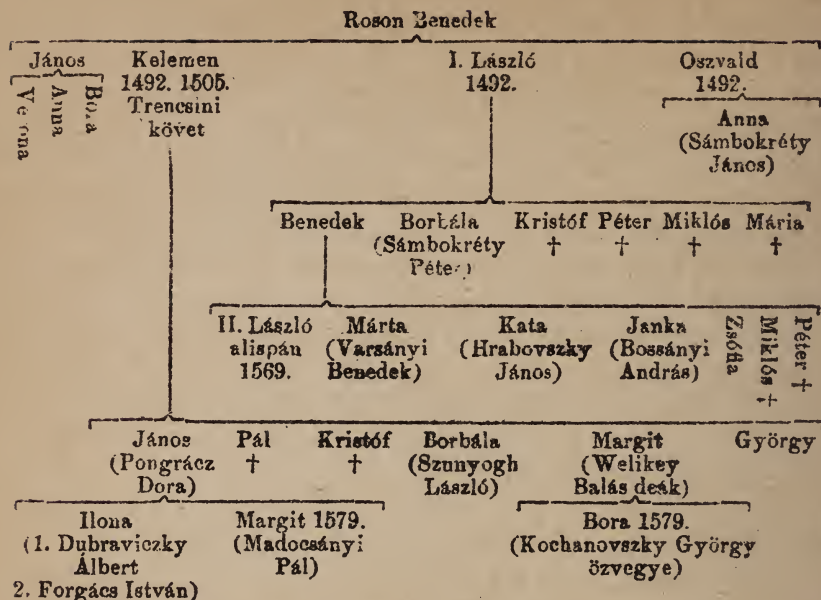 Roson Benedek
János Kelemen I. László Oszvald
1492. 1505. 1492. 1492.
Trencsini
követ
Bora
Anna
Verona
Anna
(Sámbokréty
János)
Benedek Borbála Kristóf Péter Miklós Mária
(Sámbokréty † † † †
Péter)
II. László Márta Kata Janka
alispán (Varsányi (Hrabovszky (Bossányi
1569. Benedek) János) András)
Zsófia
Miklós †
Péter †
János Pál Kristóf Borbála Margit György
(Pongrácz † † (Szunyogh (Welikey
Dora) László) Balás deák)
Ilona Margit 1579. Bora 1579.
(1. Dubraviczky (Madocsányi (Kochanovszky György
Álbert Pál) özvegye)
2. Forgács István)